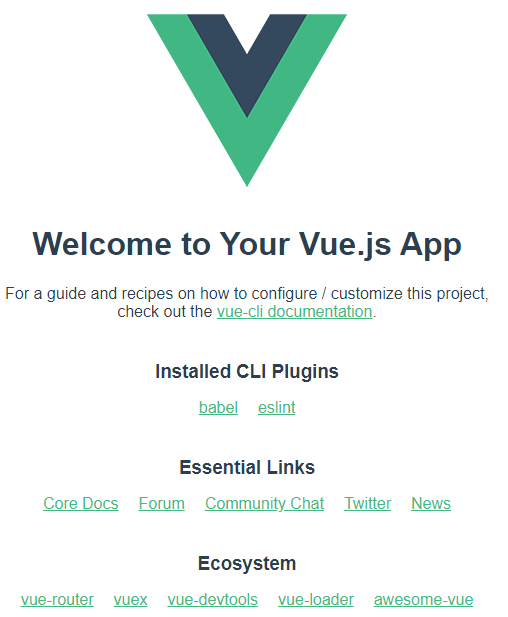 Welcome to Your Vue.js App
For a guide and recipes on how to configure / customize this project,
check out the vue-cli documentation.
Installed CLI Plugins
babel eslint
Essential Links
Core Docs Forum Community Chat Twitter News
Ecosystem
vue-router vuex vue-devtools vue-loader awesome-vue